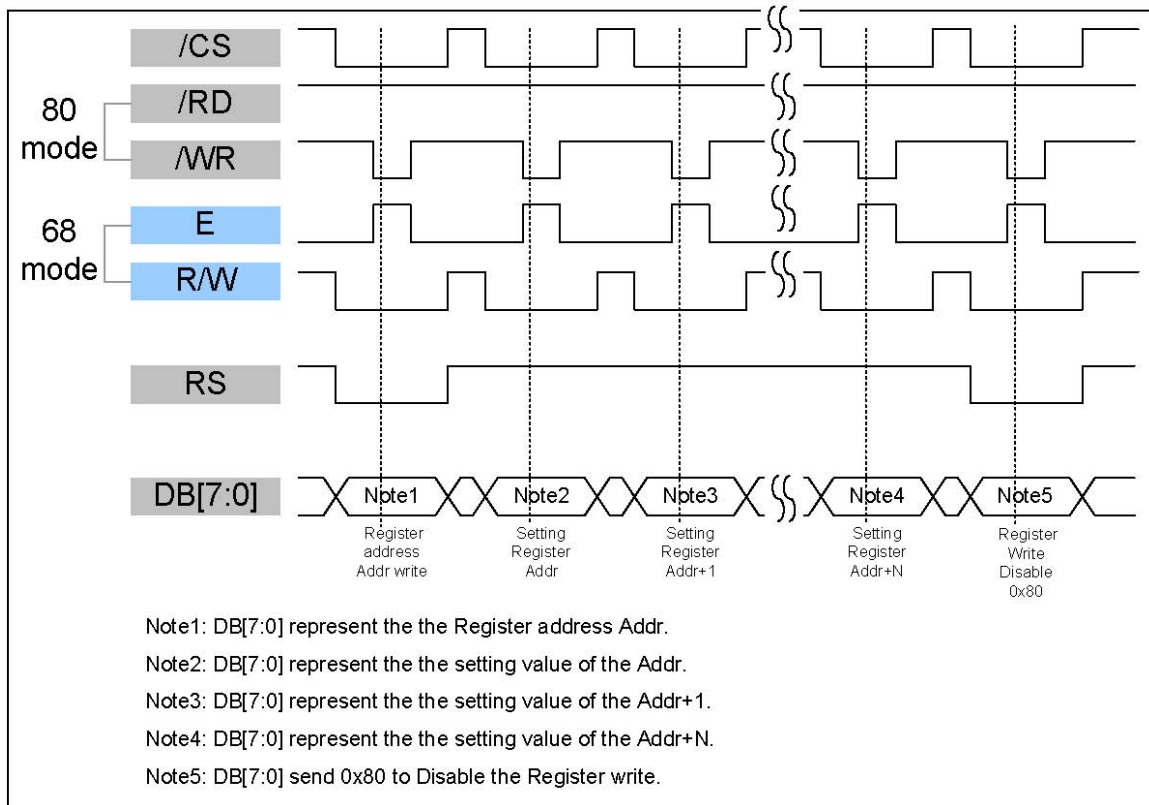 /CS
80
mode
/RD
/WR
68
mode
E
R/W
RS
DB[7:0]
Note1
Note2
Note3
Note4
Note5
Register
address
Addr write
Setting
Register
Addr
Setting
Register
Addr+1
Setting
Register
Addr+N
Register
Write
Disable
0x80
Note1: DB[7:0] represent the the Register address Addr.
Note2: DB[7:0] represent the the setting value of the Addr.
Note3: DB[7:0] represent the the setting value of the Addr+1.
Note4: DB[7:0] represent the the setting value of the Addr+N.
Note5: DB[7:0] send 0x80 to Disable the Register write.